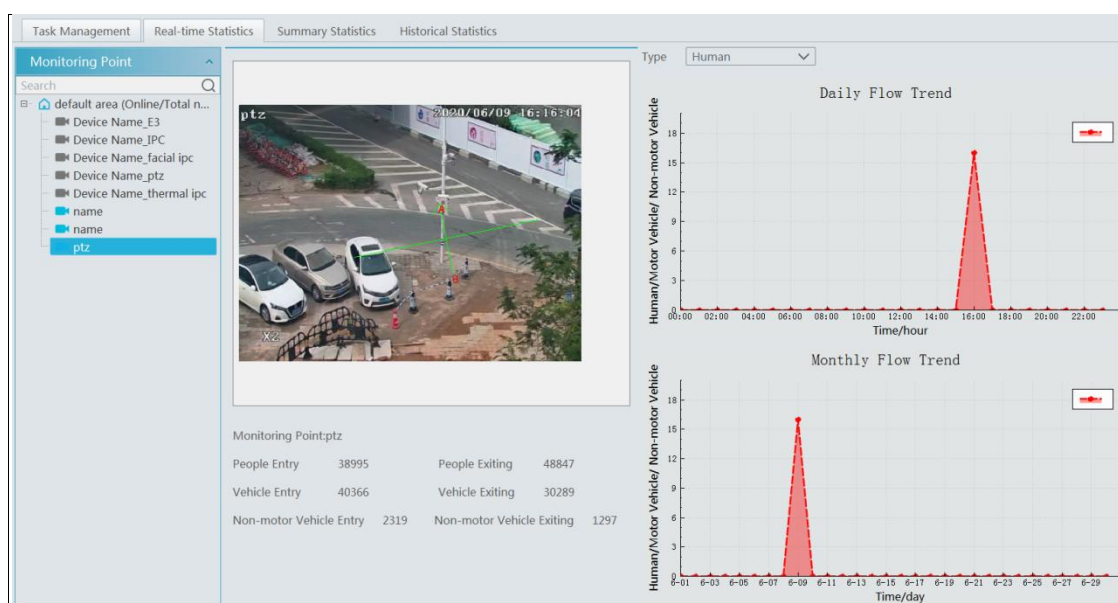 Task Management Real-time Statistics Summary Statistics Historical Statistics
Monitoring Point
Search
default area (Online/Total n...
Device Name_E3
Device Name_IPC
Device Name_facial ipc
Device Name_ptz
Device Name_thermal ipc
name
name
ptz
ptz 2020/06/09 16:16:04
A
B
X2
Monitoring Point:ptz
People Entry 38995 People Exiting 48847
Vehicle Entry 40366 Vehicle Exiting 30289
Non-motor Vehicle Entry 2319 Non-motor Vehicle Exiting 1297
Type Human
Daily Flow Trend
Human/Motor Vehicle/ Non-motor Vehicle
18
15
12
9
6
3
0
00:00 02:00 04:00 06:00 08:00 10:00 12:00 14:00 16:00 18:00 20:00 22:00
Time/hour
Monthly Flow Trend
Human/Motor Vehicle/ Non-motor Vehicle
18
15
12
9
6
3
0
6-01 6-03 6-05 6-07 6-09 6-11 6-13 6-15 6-17 6-19 6-21 6-23 6-25 6-27 6-29
Time/day